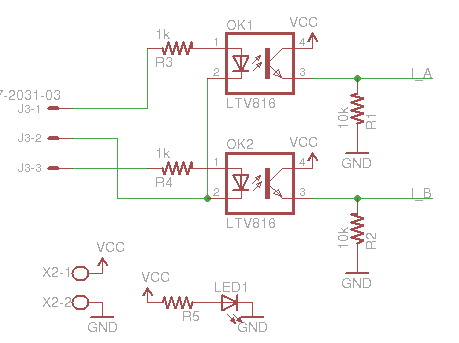 OK1
VCC
1k
1
4
R3
2
3
I_A
LTV816
7-2031-03
J3-1
10k
R1
J3-2
OK2
VCC
GND
1k
1
4
J3-3
R4
2
3
I_B
LTV816
10k
R2
VCC
X2-1
VCC
GND
LED1
X2-2
R5
GND
GND